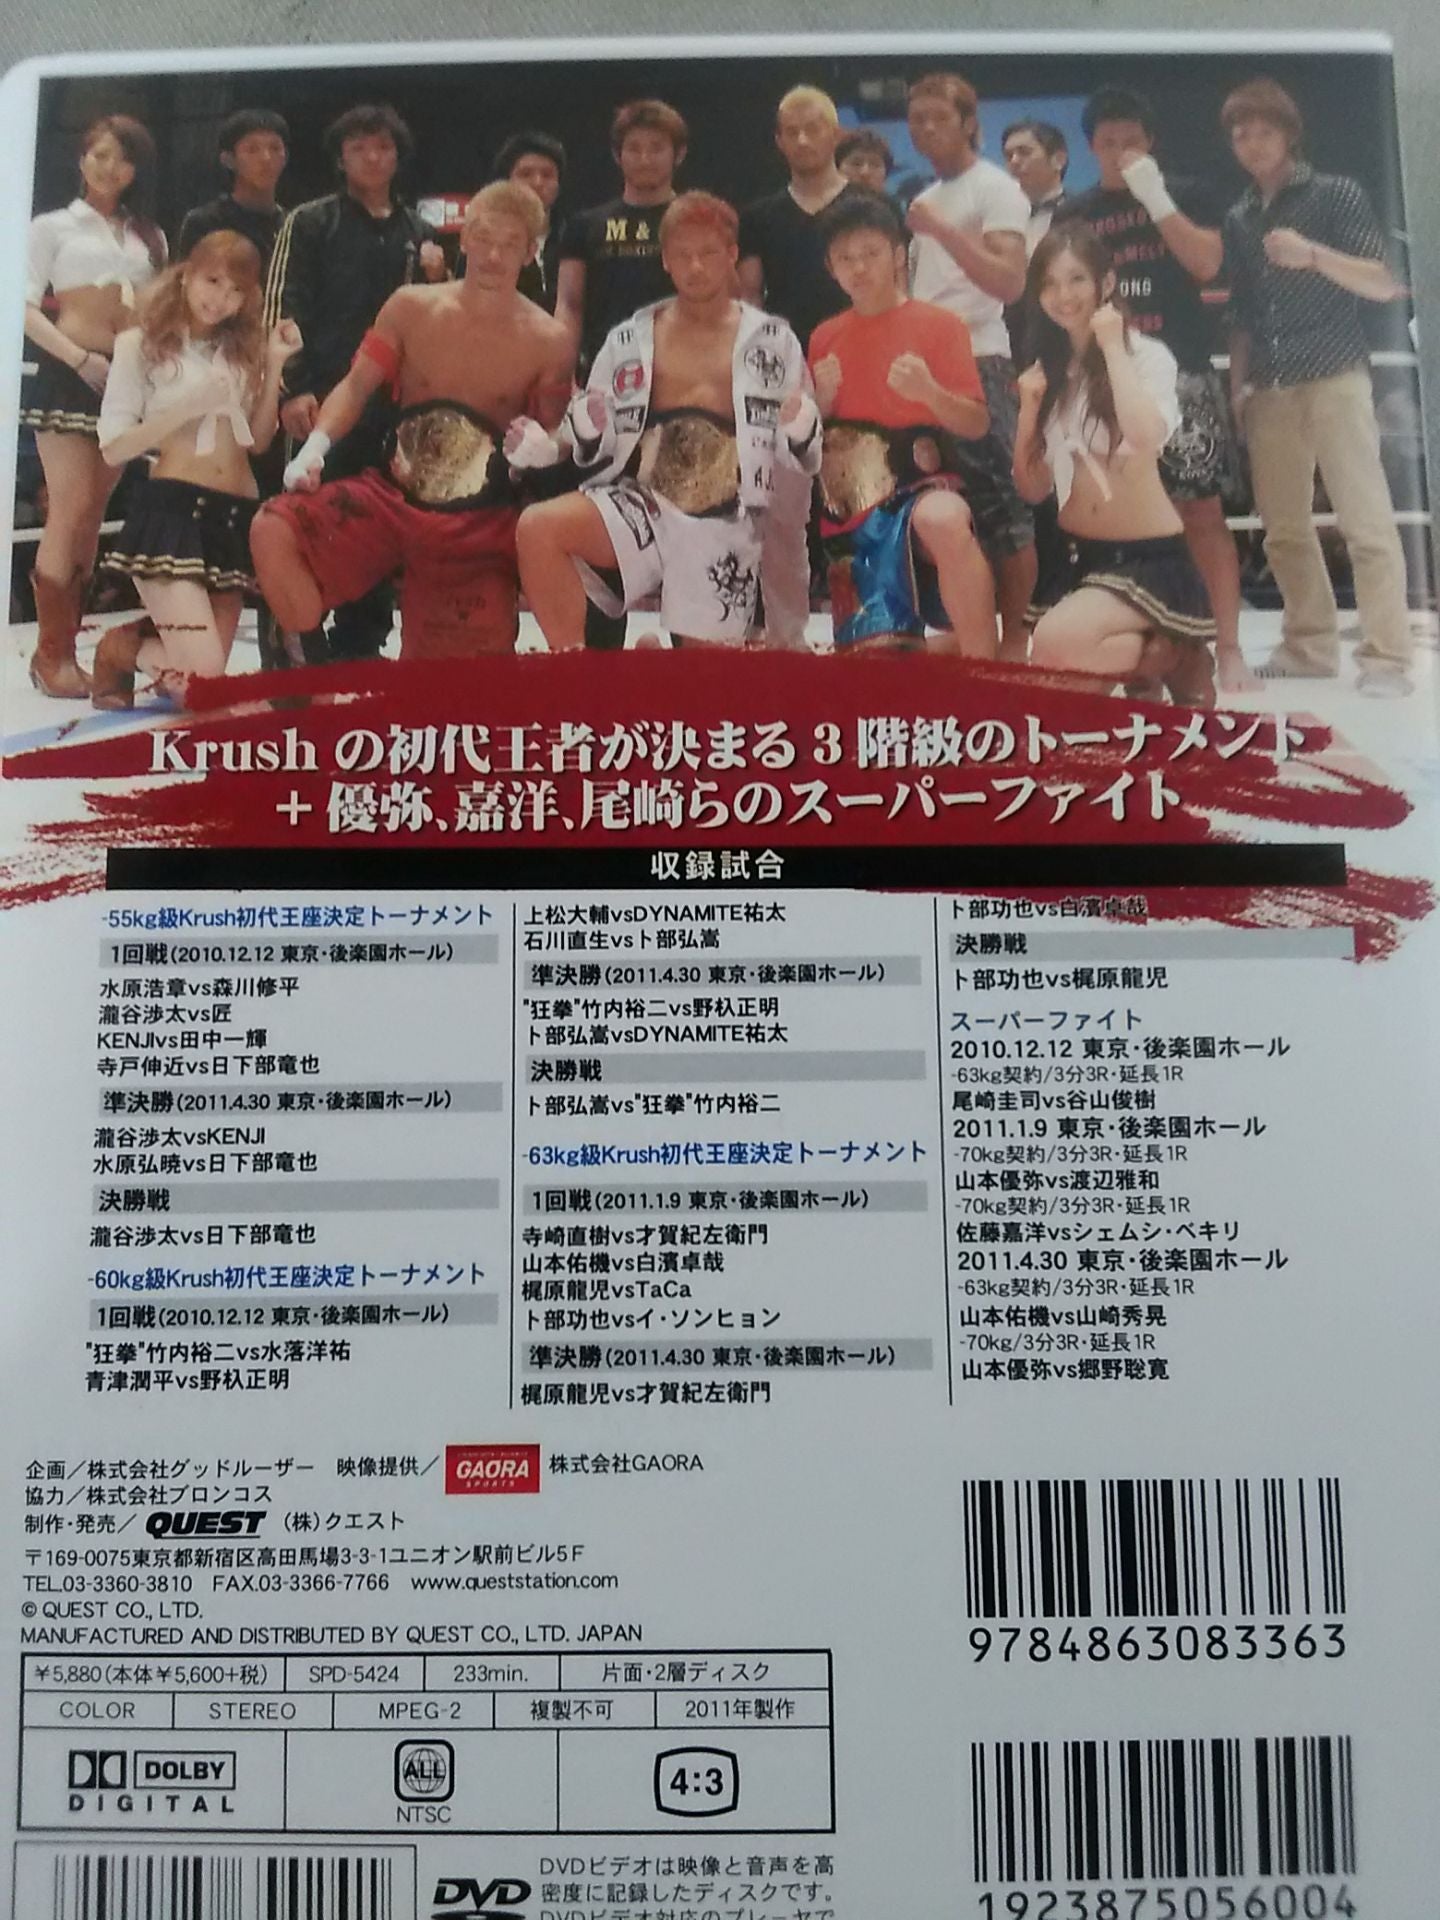 M &
ONG
Krush の初代王者が決まる 3 階級のトーナメント
＋優弥、嘉洋、尾崎らのスーパーファイト
収録試合
-55kg級Krush初代王座決定トーナメント
1回戦(2010.12.12 東京・後楽園ホール)
水原浩章vs森川修平
瀧谷渉太vs匠
KENJIvs田中一輝
寺戸伸近vs日下部竜也
準決勝(2011.4.30 東京・後楽園ホール)
瀧谷渉太vsKENJI
水原弘暁vs日下部竜也
決勝戦
瀧谷渉太vs日下部竜也
-60kg級Krush初代王座決定トーナメント
1回戦(2010.12.12 東京・後楽園ホール)
"狂拳"竹内裕二vs水落洋祐
青津潤平vs野杁正明
上松大輔vsDYNAMITE祐太
石川直生vs卜部弘嵩
準決勝(2011.4.30 東京・後楽園ホール)
"狂拳"竹内裕二vs野杁正明
卜部弘嵩vsDYNAMITE祐太
決勝戦
卜部弘嵩vs"狂拳"竹内裕二
-63kg級Krush初代王座決定トーナメント
1回戦(2011.1.9 東京・後楽園ホール)
寺崎直樹vs才賀紀左衛門
山本佑機vs白濱卓哉
梶原龍児vsTaCa
卜部功也vsイ・ソンヒョン
準決勝(2011.4.30 東京・後楽園ホール)
梶原龍児vs才賀紀左衛門
卜部功也vs白濱卓哉
決勝戦
卜部功也vs梶原龍児
スーパーファイト
2010.12.12 東京・後楽園ホール
-63kg契約/3分3R・延長1R
尾崎圭司vs谷山俊樹
2011.1.9 東京・後楽園ホール
-70kg契約/3分3R・延長1R
山本優弥vs渡辺雅和
-70kg契約/3分3R・延長1R
佐藤嘉洋vsシェムシ・ベキリ
2011.4.30 東京・後楽園ホール
-63kg契約/3分3R・延長1R
山本佑機vs山崎秀晃
-70kg/3分3R・延長1R
山本優弥vs郷野聡寛
企画／株式会社グッドルーザー　映像提供／ GAORA SPORTS 株式会社GAORA
協力／株式会社ブロンコス
制作・発売／ QUEST (株)クエスト
〒169-0075東京都新宿区高田馬場3-3-1ユニオン駅前ビル5F
TEL.03-3360-3810　FAX.03-3366-7766　www.queststation.com
© QUEST CO., LTD.
MANUFACTURED AND DISTRIBUTED BY QUEST CO., LTD. JAPAN
¥5,880(本体¥5,600+税) SPD-5424 233min. 片面・2層ディスク
COLOR STEREO MPEG-2 複製不可 2011年製作
DOLBY
DIGITAL
ALL
NTSC
4:3
9784863083363
1923875056004
DVD
DVDビデオは映像と音声を高
密度に記録したディスクです。
DVDビデオ対応のプレーヤで